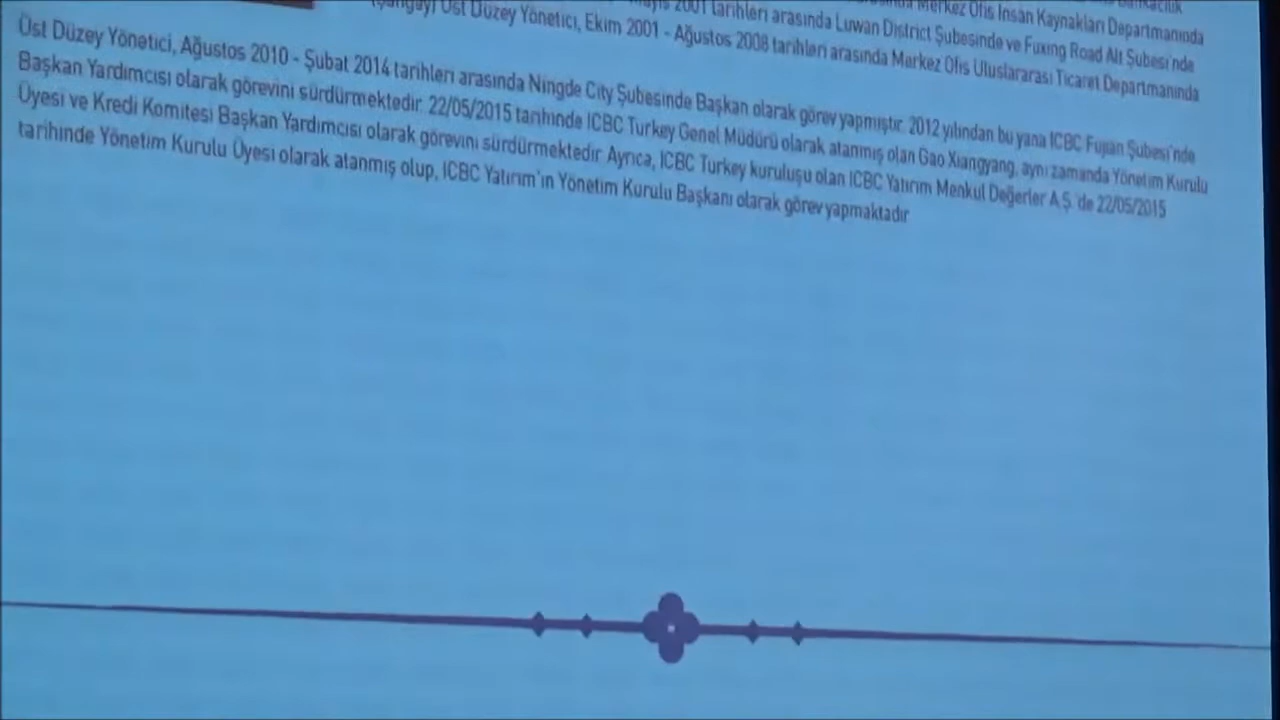 Bankacılık
Merkez Ofis İnsan Kaynakları Departmanında
Mayıs 2001 tarihleri arasında Luwan District Şubesinde ve Fuxing Road Alt Şubesi'nde
(Şangay) Üst Düzey Yönetici, Ekim 2001 - Ağustos 2008 tarihleri arasında Merkez Ofis Uluslararası Ticaret Departmanında
Üst Düzey Yönetici, Ağustos 2010 - Şubat 2014 tarihleri arasında Ningde City Şubesinde Başkan olarak görev yapmıştır. 2012 yılından bu yana ICBC Fujian Şubesi'nde
Başkan Yardımcısı olarak görevini sürdürmektedir. 22/05/2015 tarihinde ICBC Turkey Genel Müdürü olarak atanmış olan Gao Xiangyang, aynı zamanda Yönetim Kurulu
Üyesi ve Kredi Komitesi Başkan Yardımcısı olarak görevini sürdürmektedir. Ayrıca, ICBC Turkey kuruluşu olan ICBC Yatırım Menkul Değerler A.Ş.'de 22/05/2015
tarihinde Yönetim Kurulu Üyesi olarak atanmış olup, ICBC Yatırım'ın Yönetim Kurulu Başkanı olarak görev yapmaktadır.